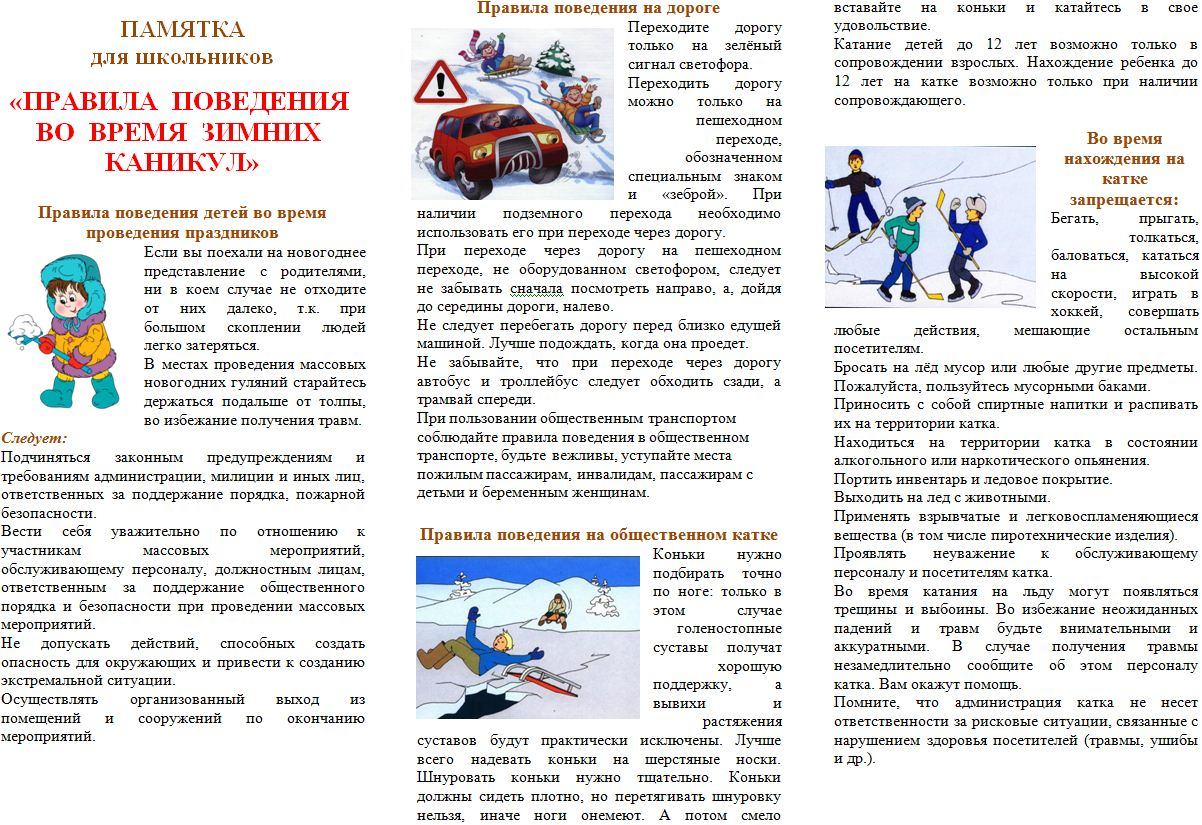 ПАМЯТКА
ДЛЯ ШКОЛЬНИКОВ
«ПРАВИЛА ПОВЕДЕНИЯ
ВО ВРЕМЯ ЗИМНИХ
КАНИКУЛ»
Правила поведения детей во время
проведения праздников
Если вы поехали на новогоднее
представление с родителями,
ни в коем случае не отходите
от них далеко, т.к. при
большом скоплении людей
легко затеряться.
В местах проведения массовых
новогодних гуляний старайтесь
держаться подальше от толпы,
во избежание получения травм.
Следует:
Подчиняться законным предупреждениям и
требованиям администрации, милиции и иных лиц,
ответственных за поддержание порядка, пожарной
безопасности.
Вести себя уважительно по отношению к
участникам массовых мероприятий,
обслуживающему персоналу, должностным лицам,
ответственным за поддержание общественного
порядка и безопасности при проведении массовых
мероприятий.
Не допускать действий, способных создать
опасность для окружающих и привести к созданию
экстремальной ситуации.
Осуществлять организованный выход из
помещений и сооружений по окончанию
мероприятий.
Правила поведения на дороге
Переходите дорогу
только на зелёный
сигнал светофора.
Переходить дорогу
можно только на
пешеходном
переходе,
обозначенном
специальным знаком
и «зеброй». При
наличии подземного перехода необходимо
использовать его при переходе через дорогу.
При переходе через дорогу на пешеходном
переходе, не оборудованном светофором, следует
не забывать сначала посмотреть направо, а, дойдя
до середины дороги, налево.
Не следует перебегать дорогу перед близко едущей
машиной. Лучше подождать, когда она проедет.
Не забывайте, что при переходе через дорогу
автобус и троллейбус следует обходить сзади, а
трамвай спереди.
При пользовании общественным транспортом
соблюдайте правила поведения в общественном
транспорте, будьте вежливы, уступайте места
пожилым пассажирам, инвалидам, пассажирам с
детьми и беременным женщинам.
Правила поведения на общественном катке
Коньки нужно
подбирать точно
по ноге: только в
этом случае
голеностопные
суставы получат
хорошую
поддержку, а
вывихи и
растяжения
суставов будут практически исключены. Лучше
всего надевать коньки на шерстяные носки.
Шнуровать коньки нужно тщательно. Коньки
должны сидеть плотно, но перетягивать шнуровку
нельзя, иначе ноги онемеют. А потом смело
вставайте на коньки и катайтесь в свое
удовольствие.
Катание детей до 12 лет возможно только в
сопровождении взрослых. Нахождение ребенка до
12 лет на катке возможно только при наличии
сопровождающего.
Во время
нахождения на
катке
запрещается:
Бегать, прыгать,
толкаться,
баловаться, кататься
на высокой
скорости, играть в
хоккей, совершать
любые действия, мешающие остальным
посетителям.
Бросать на лёд мусор или любые другие предметы.
Пожалуйста, пользуйтесь мусорными баками.
Приносить с собой спиртные напитки и распивать
их на территории катка.
Находиться на территории катка в состоянии
алкогольного или наркотического опьянения.
Портить инвентарь и ледовое покрытие.
Выходить на лед с животными.
Применять взрывчатые и легковоспламеняющиеся
вещества (в том числе пиротехнические изделия).
Проявлять неуважение к обслуживающему
персоналу и посетителям катка.
Во время катания на льду могут появляться
трещины и выбоины. Во избежание неожиданных
падений и травм будьте внимательными и
аккуратными. В случае получения травмы
незамедлительно сообщите об этом персоналу
катка. Вам окажут помощь.
Помните, что администрация катка не несет
ответственности за рисковые ситуации, связанные с
нарушением здоровья посетителей (травмы, ушибы
и др.).